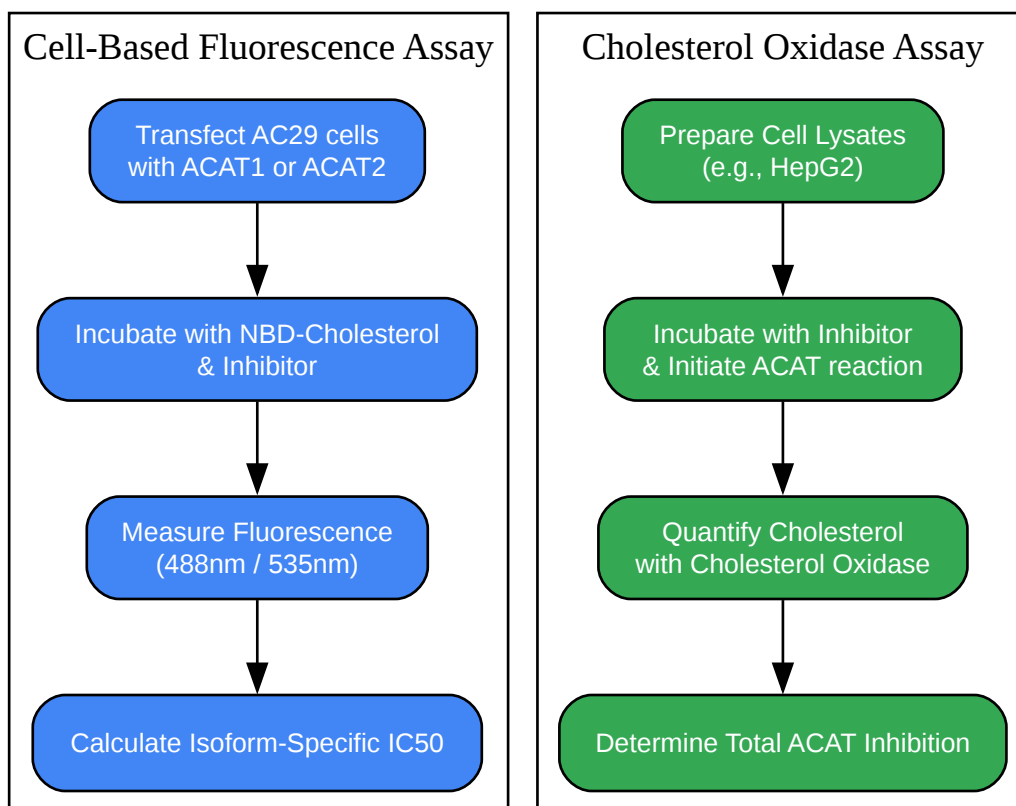 Cell-Based Fluorescence Assay
Transfect AC29 cells
with ACAT1 or ACAT2
Incubate with NBD-Cholesterol
& Inhibitor
Measure Fluorescence
(488nm / 535nm)
Calculate Isoform-Specific IC50
Cholesterol Oxidase Assay
Prepare Cell Lysates
(e.g., HepG2)
Incubate with Inhibitor
& Initiate ACAT reaction
Quantify Cholesterol
with Cholesterol Oxidase
Determine Total ACAT Inhibition